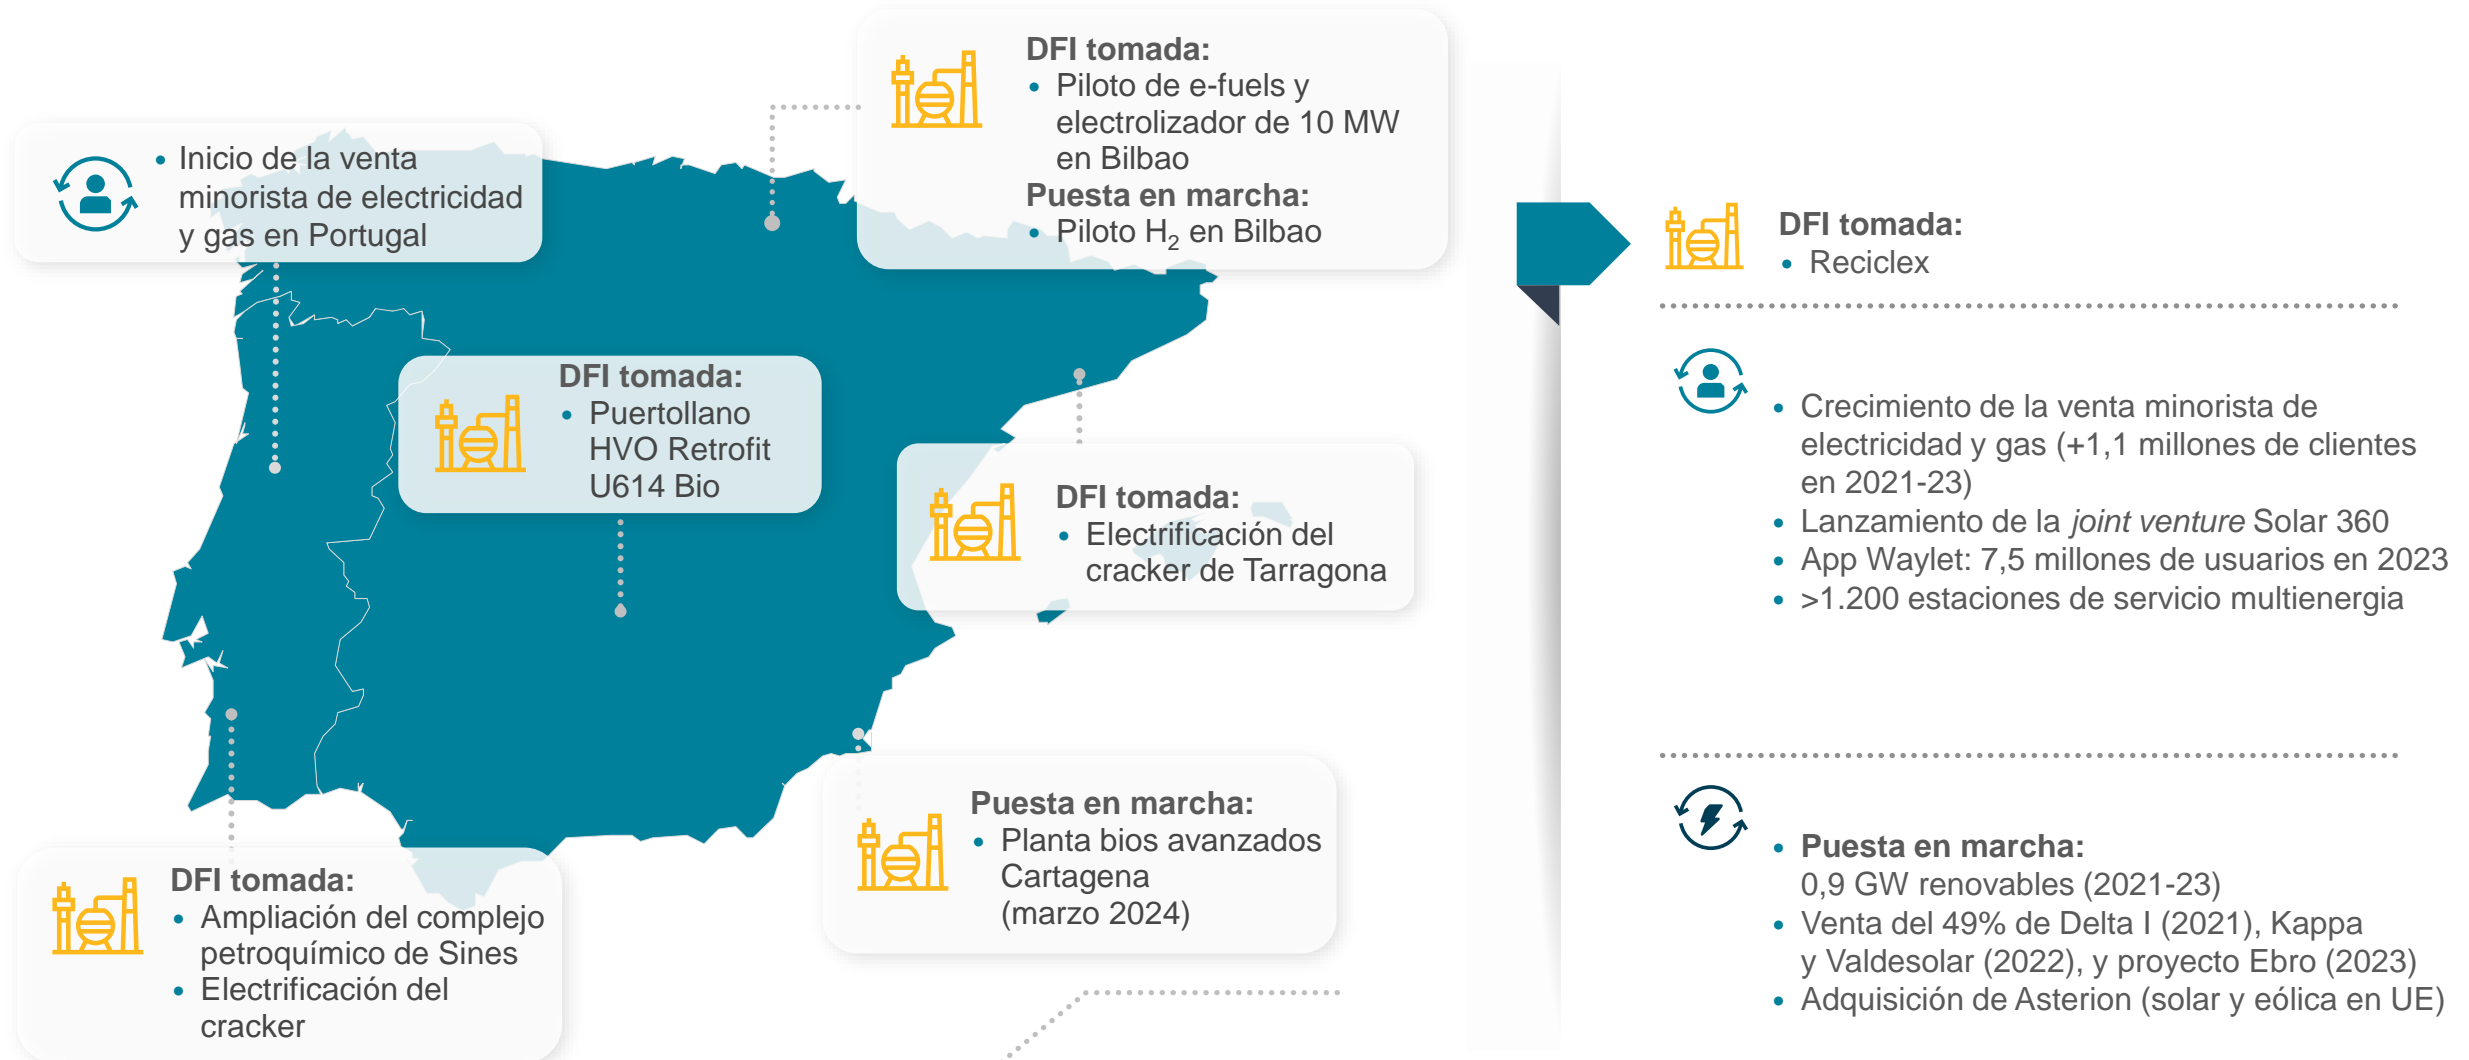 DFI tomada:
• Piloto de e-fuels y
electrolizador de 10 MW
en Bilbao
Puesta en marcha:
• Piloto H₂ en Bilbao
• Inicio de la venta
minorista de electricidad
y gas en Portugal
DFI tomada:
• Puertollano
HVO Retrofit
U614 Bio
DFI tomada:
• Electrificación del
cracker de Tarragona
Puesta en marcha:
• Planta bios avanzados
Cartagena
(marzo 2024)
DFI tomada:
• Ampliación del complejo
petroquímico de Sines
• Electrificación del
cracker
DFI tomada:
• Reciclex
• Crecimiento de la venta minorista de
electricidad y gas (+1,1 millones de clientes
en 2021-23)
• Lanzamiento de la joint venture Solar 360
• App Waylet: 7,5 millones de usuarios en 2023
• >1.200 estaciones de servicio multienergia
• Puesta en marcha:
0,9 GW renovables (2021-23)
• Venta del 49% de Delta I (2021), Kappa
y Valdesolar (2022), y proyecto Ebro (2023)
• Adquisición de Asterion (solar y eólica en UE)